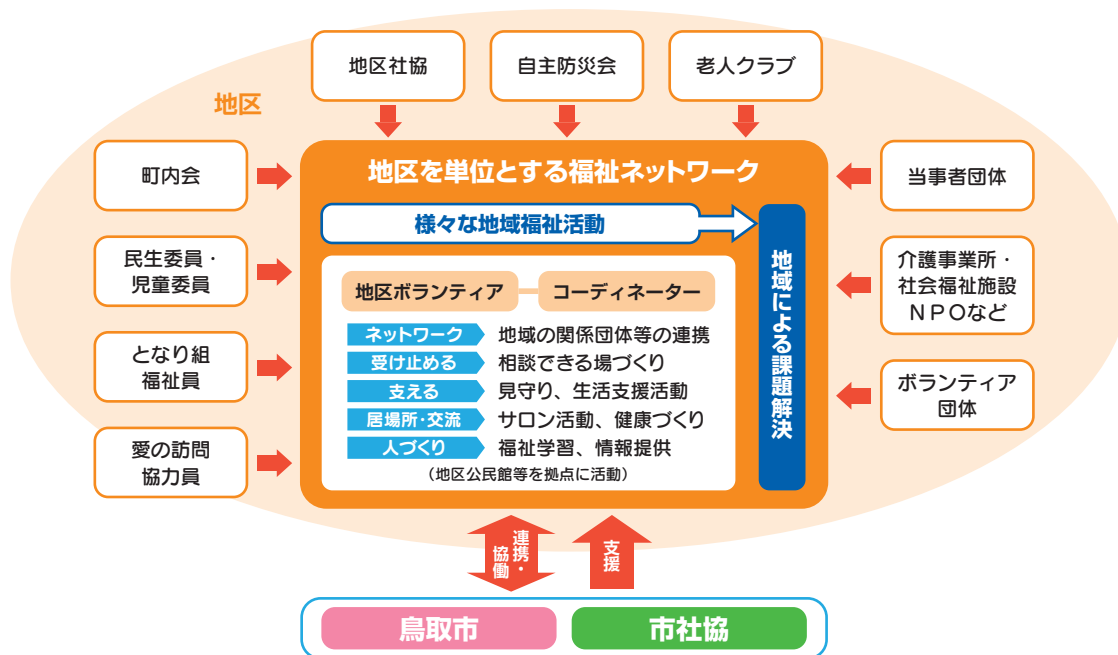 地区社協
自主防災会
老人クラブ
地区
町内会
民生委員・
児童委員
となり組
福祉員
愛の訪問
協力員
地区を単位とする福祉ネットワーク
様々な地域福祉活動
地区ボランティア
コーディネーター
ネットワーク 地域の関係団体等の連携
受け止める 相談できる場づくり
支える 見守り、生活支援活動
居場所・交流 サロン活動、健康づくり
人づくり 福祉学習、情報提供
（地区公民館等を拠点に活動）
地域による課題解決
当事者団体
介護事業所・
社会福祉施設
ＮＰＯなど
ボランティア
団体
連携・
協働
支援
鳥取市
市社協